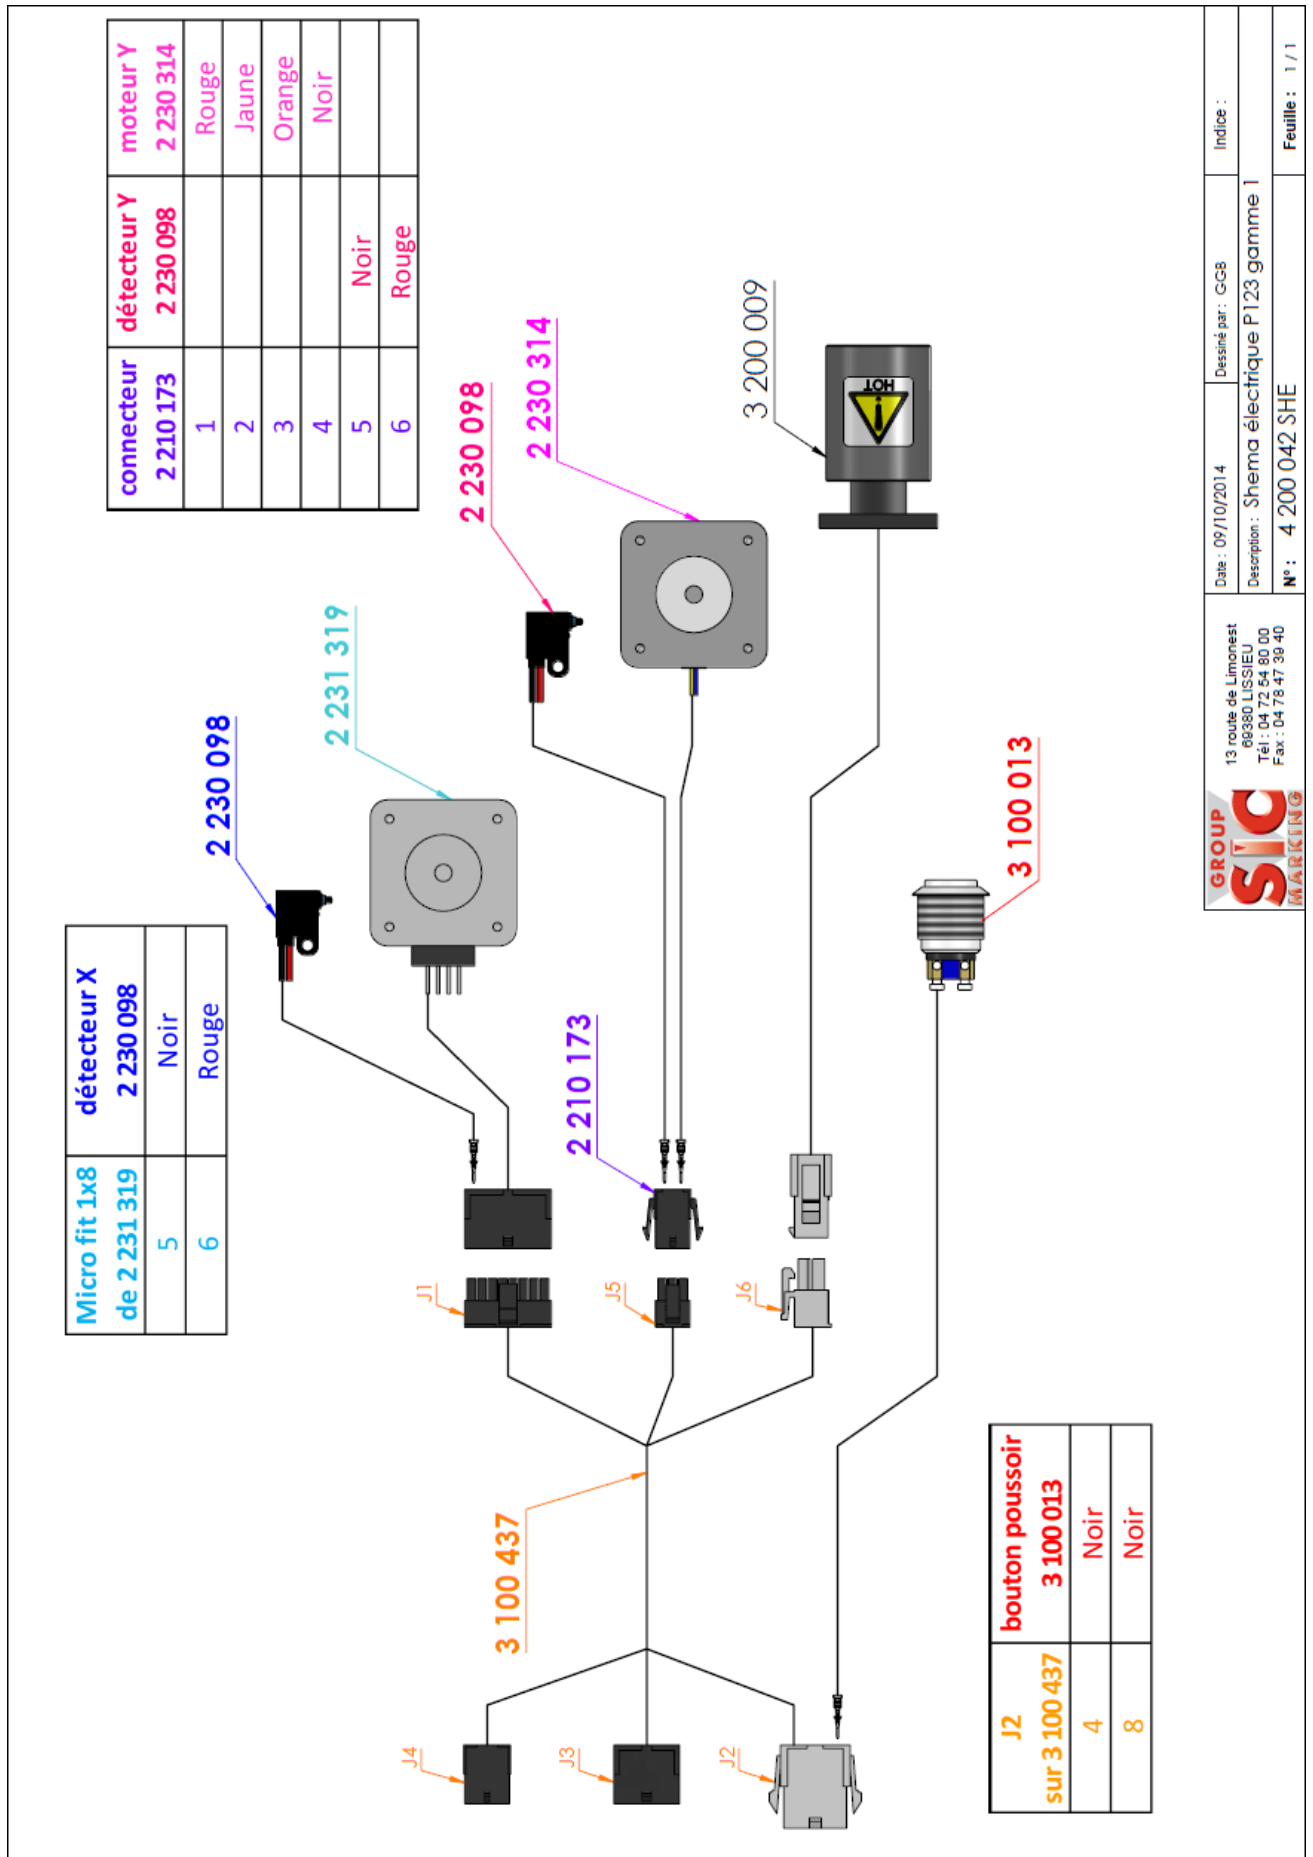 Micro fit 1x8 détecteur X
de 2 231 319 2 230 098
5 Noir
6 Rouge
connecteur détecteur Y moteur Y
2 210 173 2 230 098 2 230 314
1 Rouge
2 Jaune
3 Orange
4 Noir
5 Noir
6 Rouge
2 230 098
2 231 319
2 230 098
2 230 314
3 200 009
HOT
2 210 173
3 100 437
3 100 013
J4
J3
J2
J1
J5
J6
J2 bouton poussoir
sur 3 100 437 3 100 013
4 Noir
8 Noir
GROUP
SIC
MARKING
13 route de Limonest
69380 LISSIEU
Tél : 04 72 54 80 00
Fax : 04 78 47 39 40
Date : 09/10/2014 Dessiné par : GGB Indice :
Description : Shema électrique P123 gamme 1
N° : 4 200 042 SHE Feuille : 1 / 1